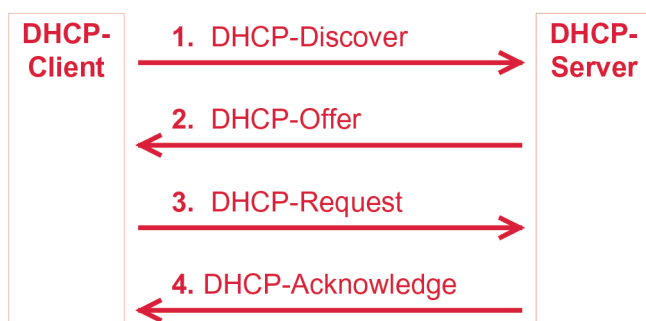 DHCP-
Client
1. DHCP-Discover
DHCP-
Server
2. DHCP-Offer
3. DHCP-Request
4. DHCP-Acknowledge